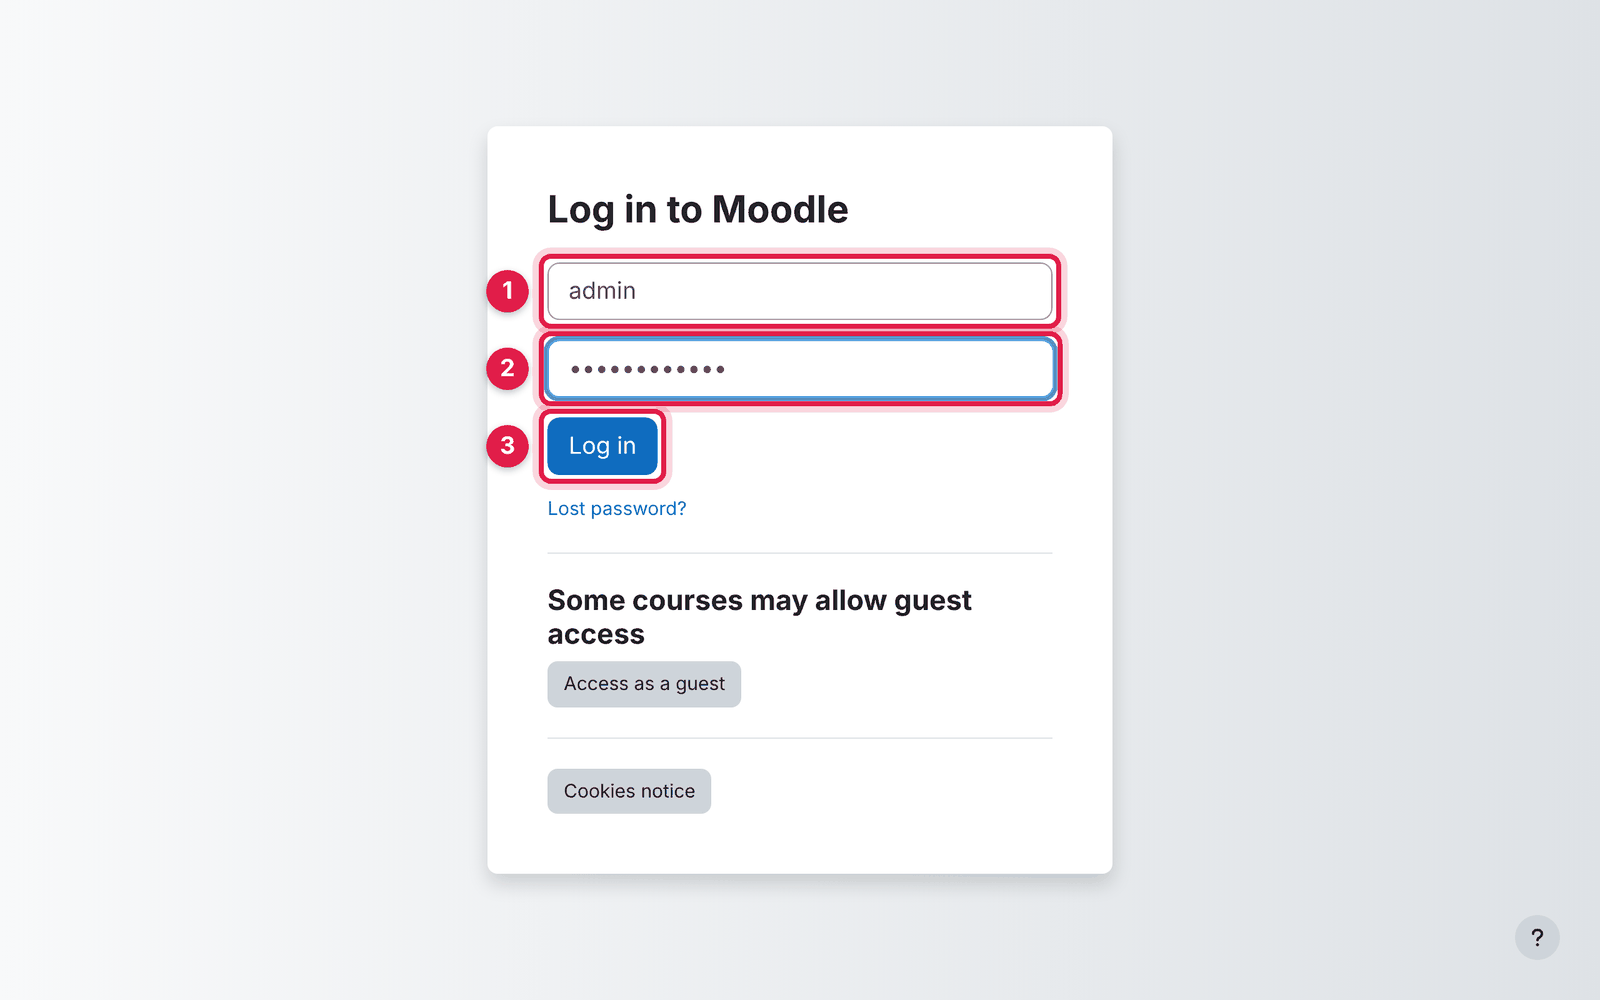 Log in to Moodle
1
admin
2
••••••••••••
3
Log in
Lost password?
Some courses may allow guest
access
Access as a guest
Cookies notice
?